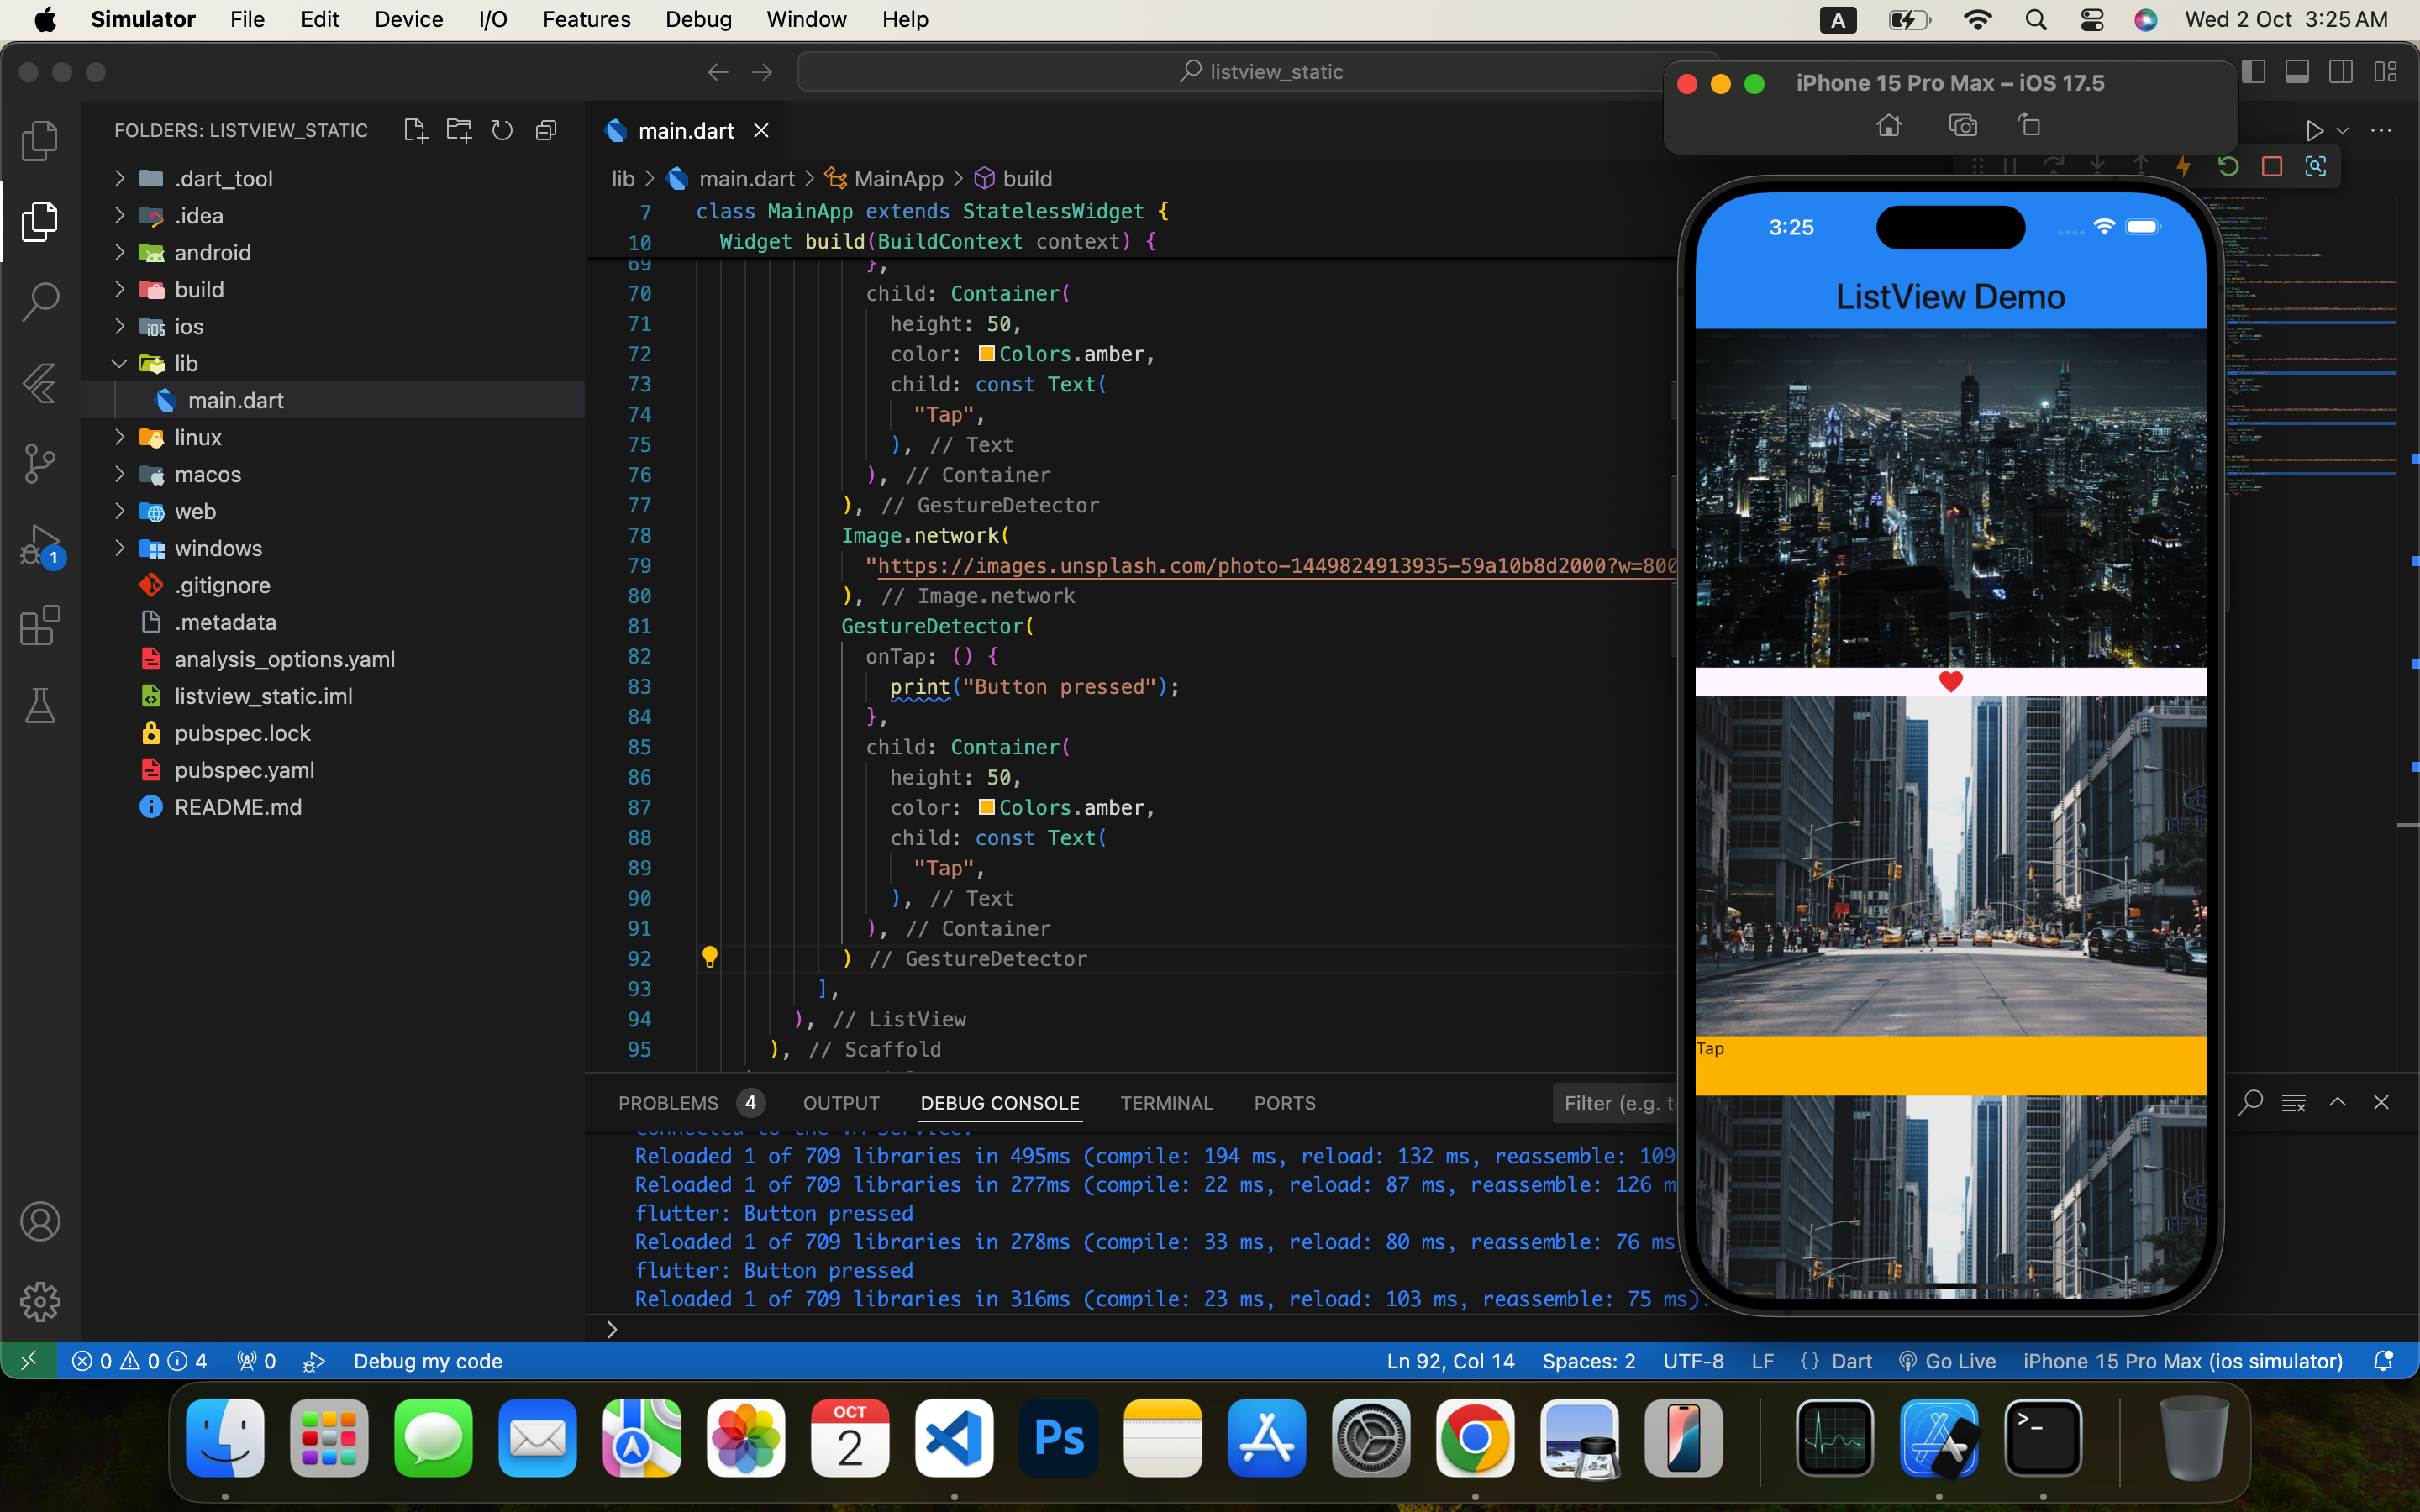 Simulator File Edit Device I/O Features Debug Window Help
A Wed 2 Oct 3:25 AM
listview_static
iPhone 15 Pro Max – iOS 17.5
FOLDERS: LISTVIEW_STATIC
main.dart
lib > main.dart > MainApp > build
.dart_tool
.idea
android
build
ios
lib
main.dart
linux
macos
web
windows
.gitignore
.metadata
analysis_options.yaml
listview_static.iml
pubspec.lock
pubspec.yaml
README.md
1
7 class MainApp extends StatelessWidget {
10 Widget build(BuildContext context) {
69 },
70 child: Container(
71 height: 50,
72 color: Colors.amber,
73 child: const Text(
74 "Tap",
75 ), // Text
76 ), // Container
77 ), // GestureDetector
78 Image.network(
79 "https://images.unsplash.com/photo-1449824913935-59a10b8d2000?w=800
80 ), // Image.network
81 GestureDetector(
82 onTap: () {
83 print("Button pressed");
84 },
85 child: Container(
86 height: 50,
87 color: Colors.amber,
88 child: const Text(
89 "Tap",
90 ), // Text
91 ), // Container
92 ) // GestureDetector
93 ],
94 ), // ListView
95 ), // Scaffold
3:25
ListView Demo
Tap
PROBLEMS 4 OUTPUT DEBUG CONSOLE TERMINAL PORTS
Filter (e.g. t
Connected to the VM Service.
Reloaded 1 of 709 libraries in 495ms (compile: 194 ms, reload: 132 ms, reassemble: 109
Reloaded 1 of 709 libraries in 277ms (compile: 22 ms, reload: 87 ms, reassemble: 126 m
flutter: Button pressed
Reloaded 1 of 709 libraries in 278ms (compile: 33 ms, reload: 80 ms, reassemble: 76 ms
flutter: Button pressed
Reloaded 1 of 709 libraries in 316ms (compile: 23 ms, reload: 103 ms, reassemble: 75 ms).
>
0 0 4 0 Debug my code
Ln 92, Col 14 Spaces: 2 UTF-8 LF {} Dart Go Live iPhone 15 Pro Max (ios simulator)
OCT
2
Ps
>_